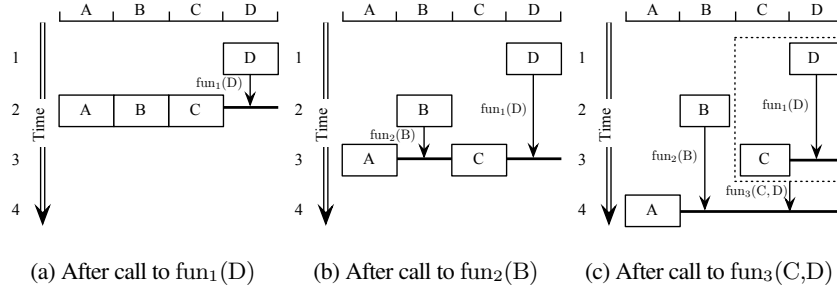 A B C D
1 D
fun₁(D)
2 A B C
3
4
Time
(a) After call to fun₁(D)
A B C D
1 D
2 B fun₁(D)
fun₂(B)
3 A C
4
Time
(b) After call to fun₂(B)
A B C D
1 D
2 B fun₁(D)
3 fun₂(B) C
fun₃(C, D)
4 A
Time
(c) After call to fun₃(C,D)